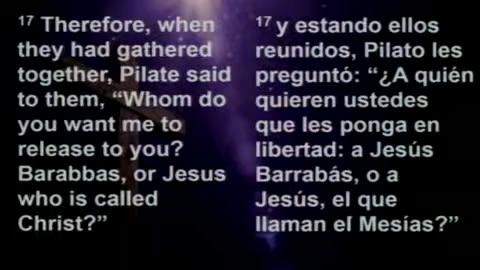 17 Therefore, when
they had gathered
together, Pilate said
to them, “Whom do
you want me to
release to you?
Barabbas, or Jesus
who is called
Christ?”
17 y estando ellos
reunidos, Pilato les
preguntó: “¿A quién
quieren ustedes
que les ponga en
libertad: a Jesús
Barrabás, o a
Jesús, el que
llaman el Mesías?”